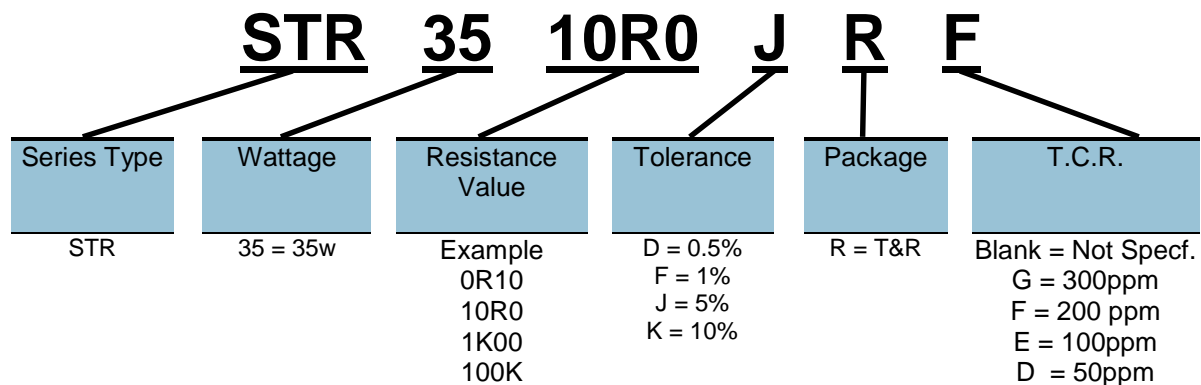 STR 35 10R0 J R F
Series Type
STR
Wattage
35 = 35w
Resistance
Value
Example
0R10
10R0
1K00
100K
Tolerance
D = 0.5%
F = 1%
J = 5%
K = 10%
Package
R = T&R
T.C.R.
Blank = Not Specf.
G = 300ppm
F = 200 ppm
E = 100ppm
D = 50ppm